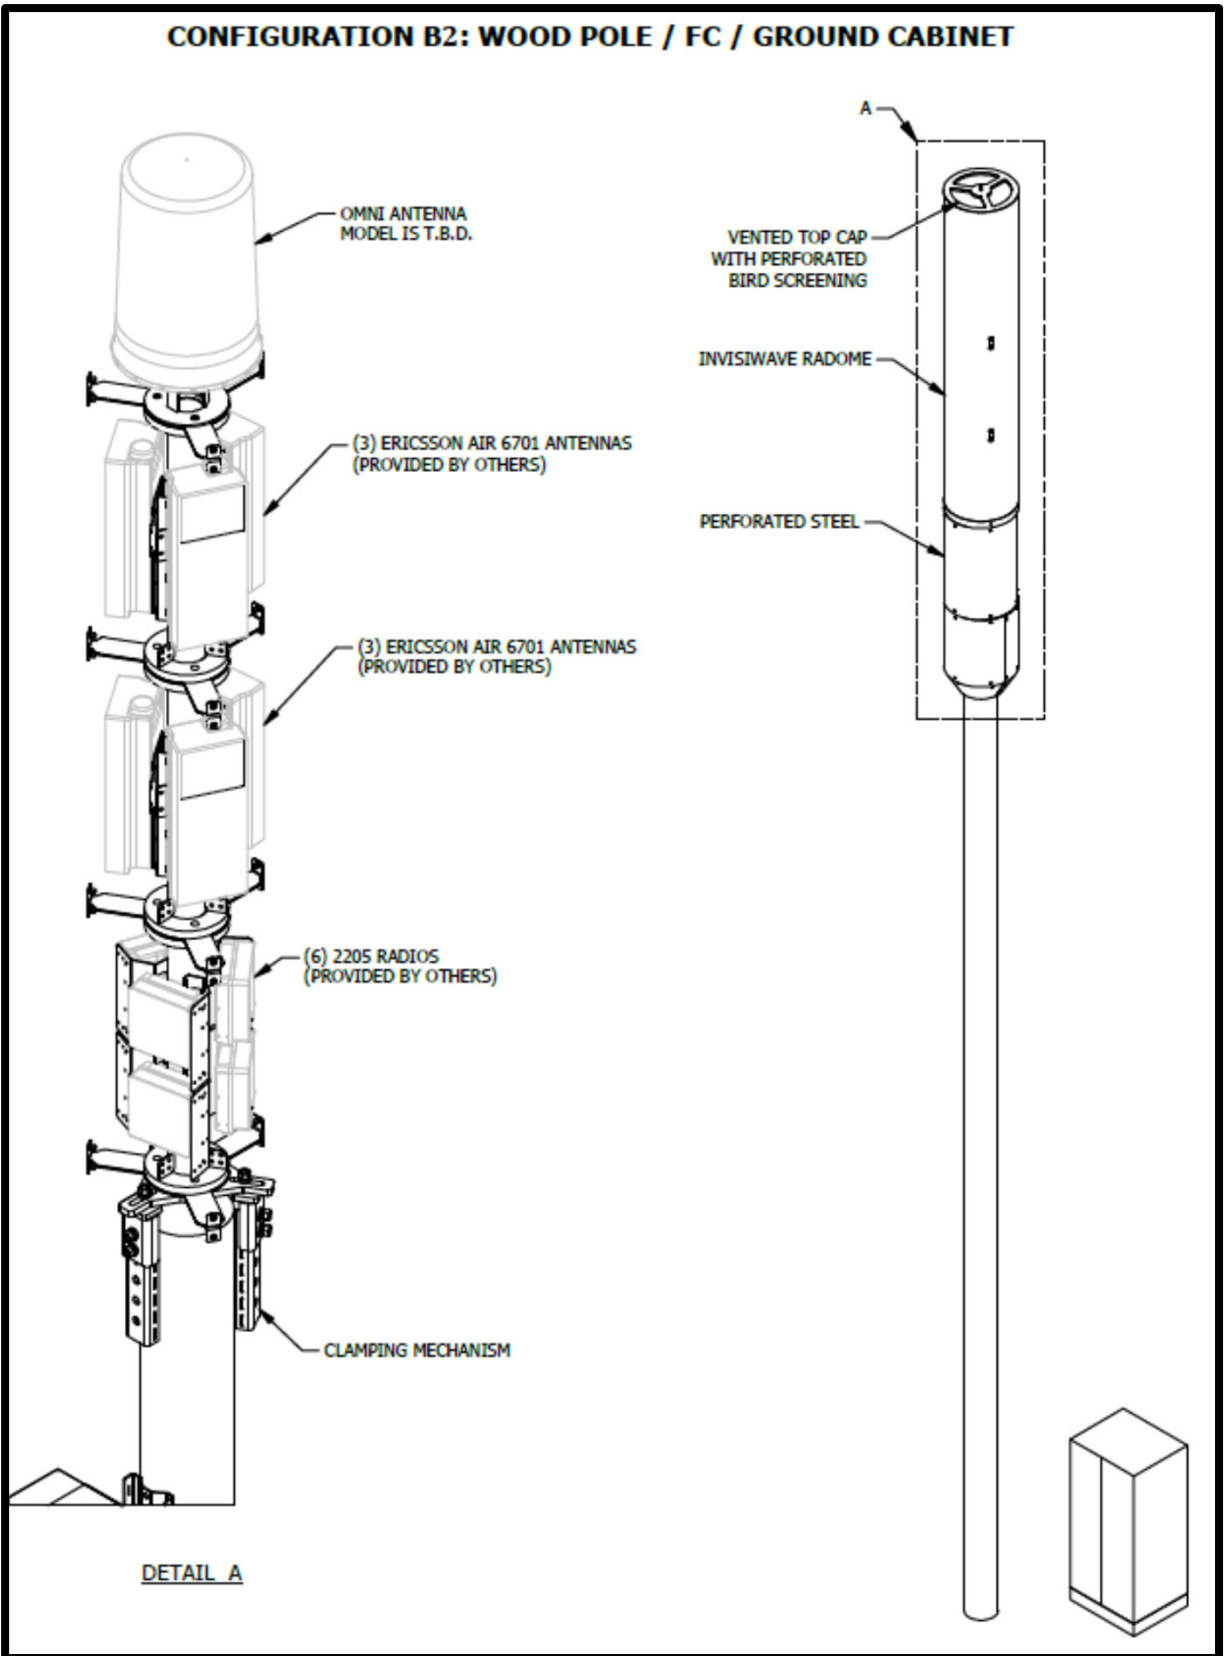 CONFIGURATION B2: WOOD POLE / FC / GROUND CABINET
OMNI ANTENNA
MODEL IS T.B.D.
(3) ERICSSON AIR 6701 ANTENNAS
(PROVIDED BY OTHERS)
(3) ERICSSON AIR 6701 ANTENNAS
(PROVIDED BY OTHERS)
(6) 2205 RADIOS
(PROVIDED BY OTHERS)
CLAMPING MECHANISM
DETAIL A
A
VENTED TOP CAP
WITH PERFORATED
BIRD SCREENING
INVISIWAVE RADOME
PERFORATED STEEL